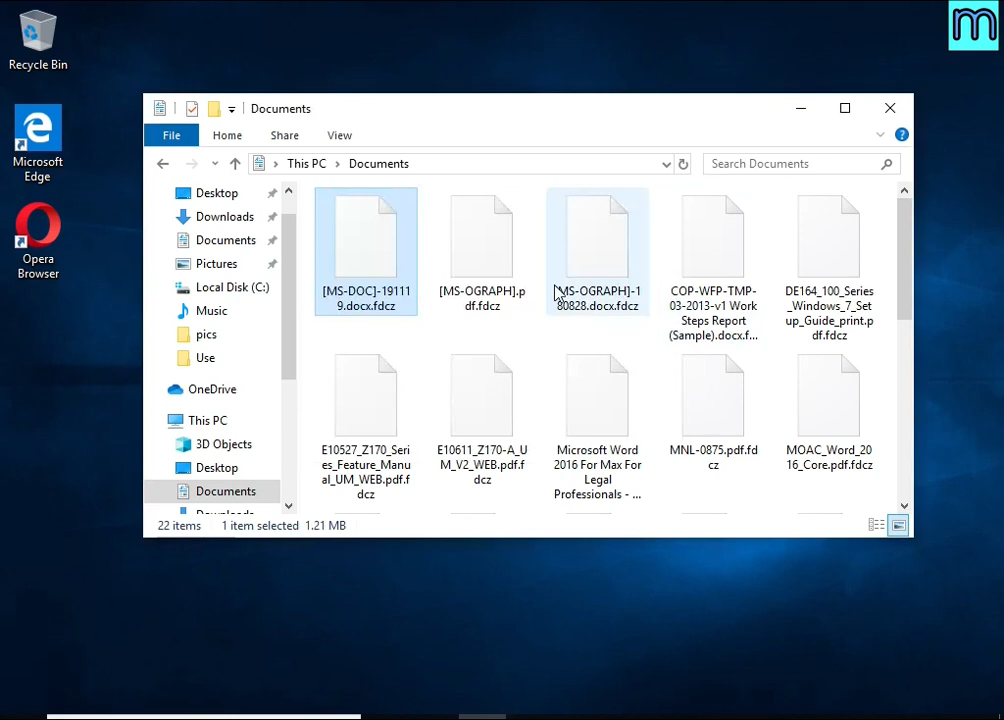 m
Recycle Bin
Microsoft
Edge
Opera
Browser
Documents
File Home Share View
This PC Documents
Search Documents
Desktop
Downloads
Documents
Pictures
Local Disk (C:)
Music
pics
Use
OneDrive
This PC
3D Objects
Desktop
Documents
[MS-DOC]-19111
9.docx.fdcz
[MS-OGRAPH].p
df.fdcz
[MS-OGRAPH]-1
80828.docx.fdcz
COP-WFP-TMP-
03-2013-v1 Work
Steps Report
(Sample).docx.f...
DE164_100_Series
_Windows_7_Set
up_Guide_print.p
df.fdcz
E10527_Z170_Seri
es_Feature_Manu
al_UM_WEB.pdf.f
dcz
E10611_Z170-A_U
M_V2_WEB.pdf.f
dcz
Microsoft Word
2016 For Max For
Legal
Professionals - ...
MNL-0875.pdf.fd
cz
MOAC_Word_20
16_Core.pdf.fdcz
22 items 1 item selected 1.21 MB